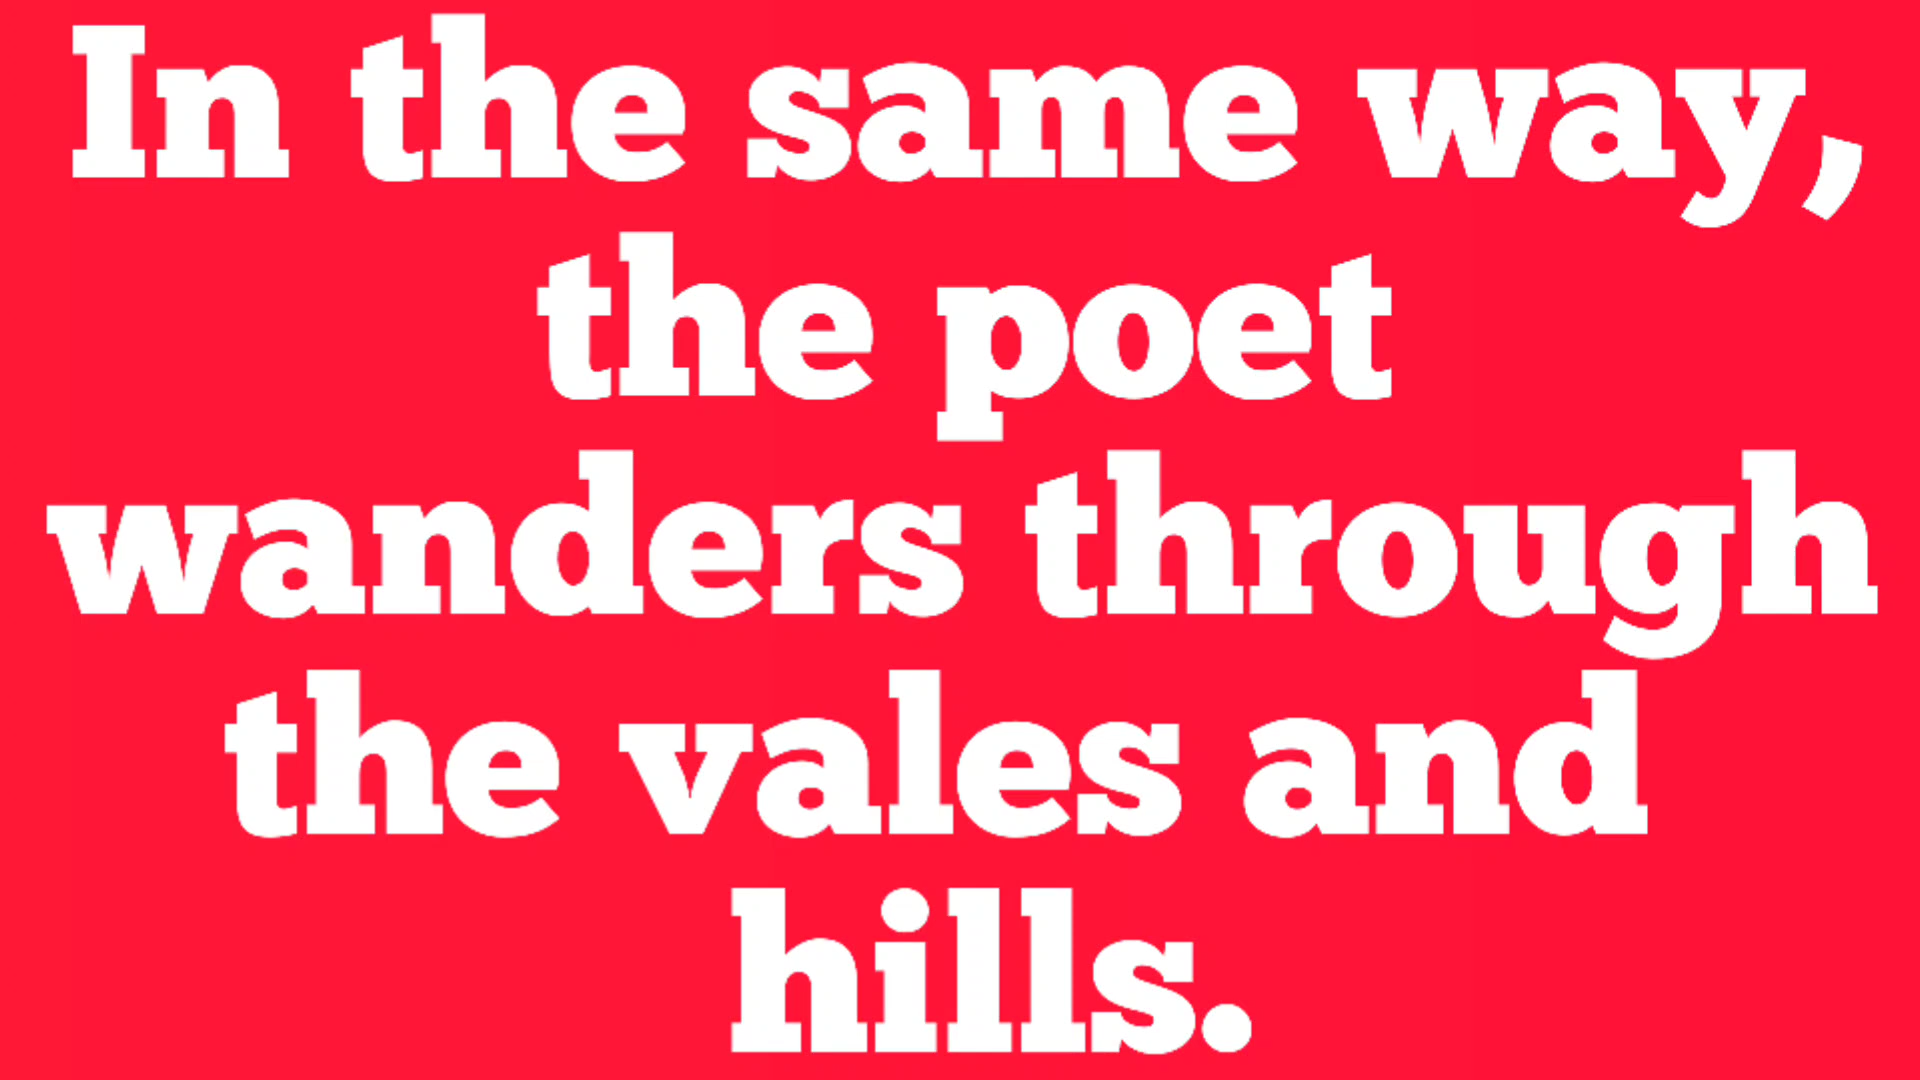 In the same way,
the poet
wanders through
the vales and
hills.